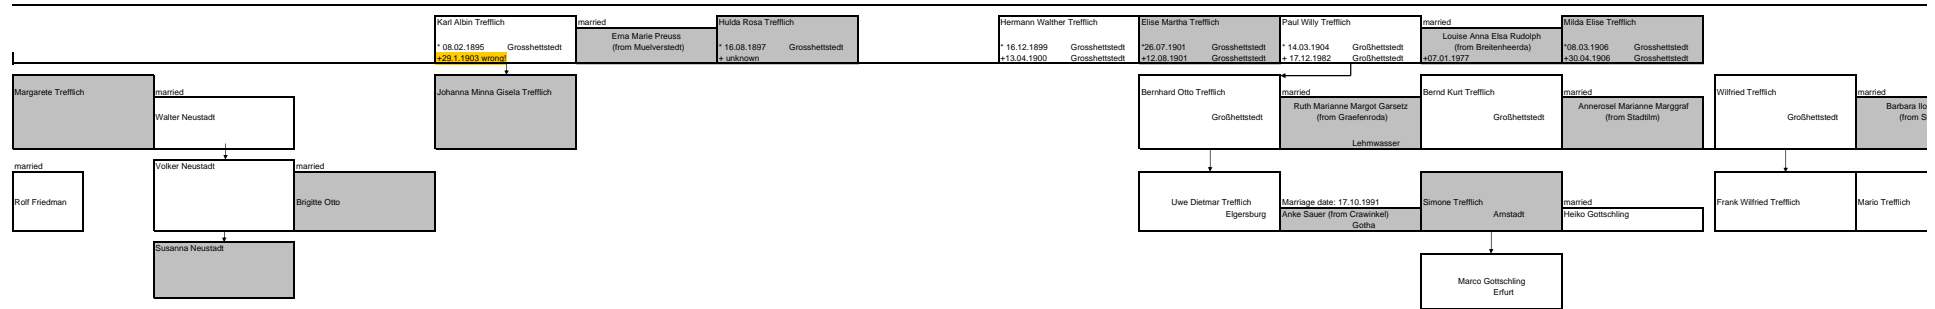 Karl Albin Trefflich
* 08.02.1895 Grosshettstedt
+29.1.1903 wrong!
married
Erna Marie Preuss
(from Muelverstedt)
Hulda Rosa Trefflich
* 16.08.1897 Grosshettstedt
+ unknown
Hermann Walther Trefflich
* 16.12.1899 Grosshettstedt
+13.04.1900 Grosshettstedt
Elise Martha Trefflich
*26.07.1901 Grosshettstedt
+12.08.1901 Grosshettstedt
Paul Willy Trefflich
* 14.03.1904 Großhettstedt
+ 17.12.1982 Großhettstedt
married
Louise Anna Elsa Rudolph
(from Breitenheerda)
+07.01.1977
Milda Elise Trefflich
*08.03.1906 Grosshettstedt
+30.04.1906 Grosshettstedt
Margarete Trefflich
married
Walter Neustadt
Johanna Minna Gisela Trefflich
Bernhard Otto Trefflich
Großhettstedt
married
Ruth Marianne Margot Garsetz
(from Graefenroda)
Lehmwasser
Bernd Kurt Trefflich
Großhettstedt
married
Annerosel Marianne Marggraf
(from Stadtilm)
Wilfried Trefflich
Großhettstedt
married
Barbara Ilo
(from S
married
Rolf Friedman
Volker Neustadt
married
Brigitte Otto
Uwe Dietmar Trefflich
Elgersburg
Marriage date: 17.10.1991
Anke Sauer (from Crawinkel)
Gotha
Simone Trefflich
Arnstadt
married
Heiko Gottschling
Frank Wilfried Trefflich
Mario Trefflich
Susanna Neustadt
Marco Gottschling
Erfurt